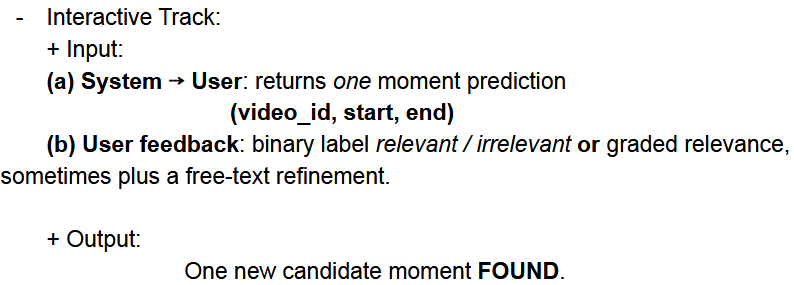 - Interactive Track:
+ Input:
(a) System → User: returns one moment prediction
(video_id, start, end)
(b) User feedback: binary label relevant / irrelevant or graded relevance,
sometimes plus a free-text refinement.
+ Output:
One new candidate moment FOUND.